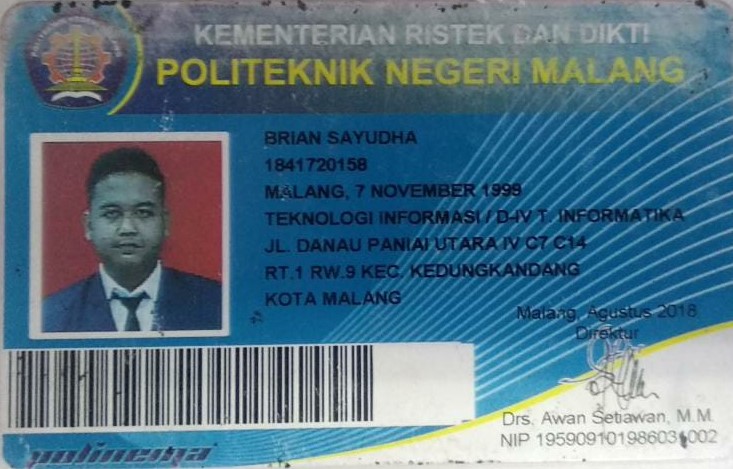 KEMENTERIAN RISTEK DAN DIKTI
POLITEKNIK NEGERI MALANG
BRIAN SAYUDHA
1841720158
MALANG, 7 NOVEMBER 1999
TEKNOLOGI INFORMASI / D-IV T. INFORMATIKA
JL. DANAU PANIAI UTARA IV C7 C14
RT.1 RW.9 KEC. KEDUNGKANDANG
KOTA MALANG
Malang, Agustus 2018
Direktur
Drs. Awan Setiawan, M.M.
NIP 195909101986031002
polinema